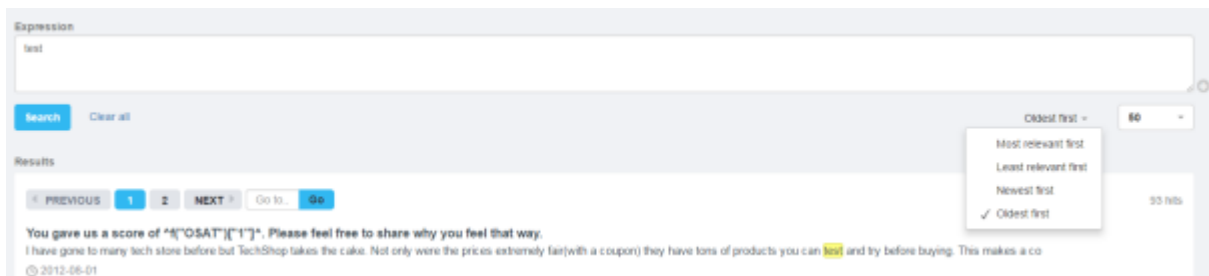 Expression
test
Search Clear all Oldest first 50
Most relevant first
Least relevant first
Newest first
✓ Oldest first
Results
PREVIOUS 1 2 NEXT Go to.. Go 93 hits
You gave us a score of ^f("OSAT")["1"]^. Please feel free to share why you feel that way.
I have gone to many tech store before but TechShop takes the cake. Not only were the prices extremely fair(with a coupon) they have tons of products you can test and try before buying. This makes a co
2012-06-01